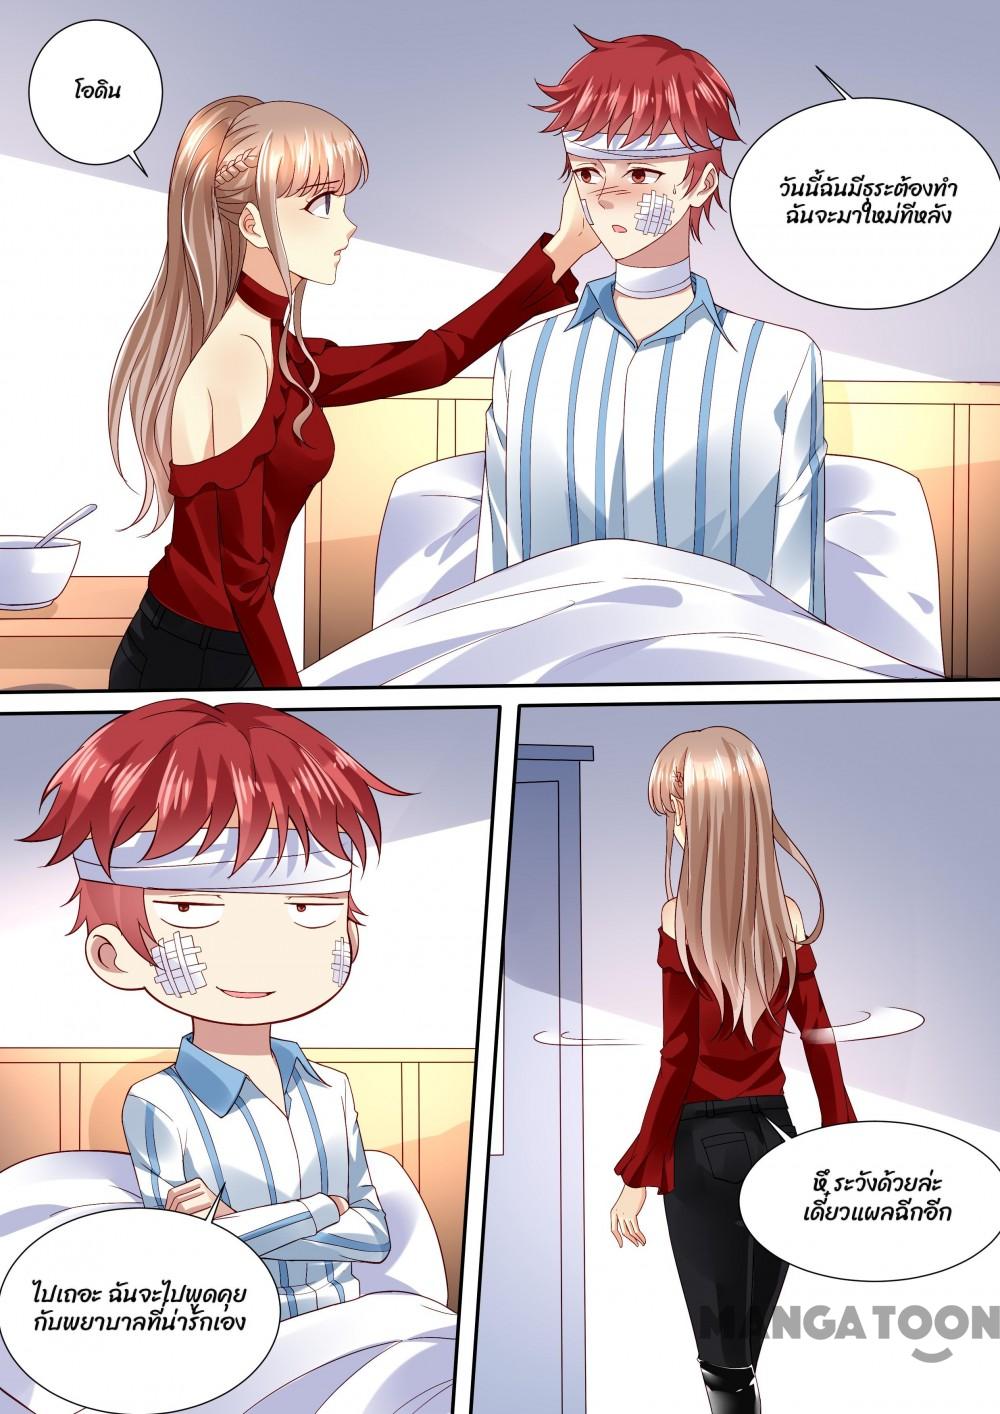 โอดิน
วันนี้ฉันมีธุระต้องทำ
ฉันจะมาใหม่ทีหลัง
ไปเถอะ ฉันจะไปพูดคุย
กับพยาบาลที่น่ารักเอง
หึ ระวังด้วยล่ะ
เดี๋ยวแผลฉีกอีก
MANGATOON